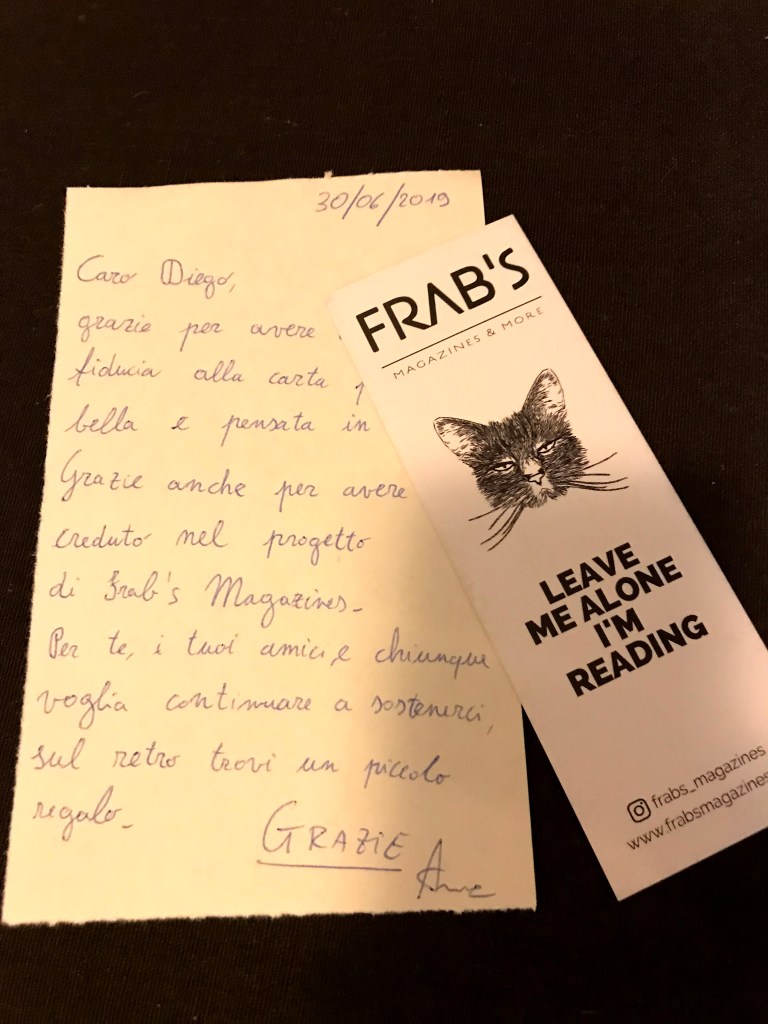 30/06/2019
Caro Diego,
grazie per avere
fiducia alla carta
bella e pensata in
Grazie anche per avere
creduto nel progetto
di Frab's Magazines_
Per te, i tuoi amici, e chiunque
voglia continuare a sostenerci,
sul retro trovi un piccolo
regalo_
GRAZIE
FRAB'S
MAGAZINES & MORE
LEAVE
ME ALONE
I'M
READING
frabs_magazines
www.frabsmagazines